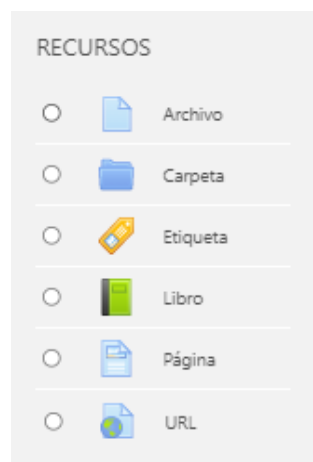 RECURSOS
Archivo
Carpeta
Etiqueta
Libro
Página
URL